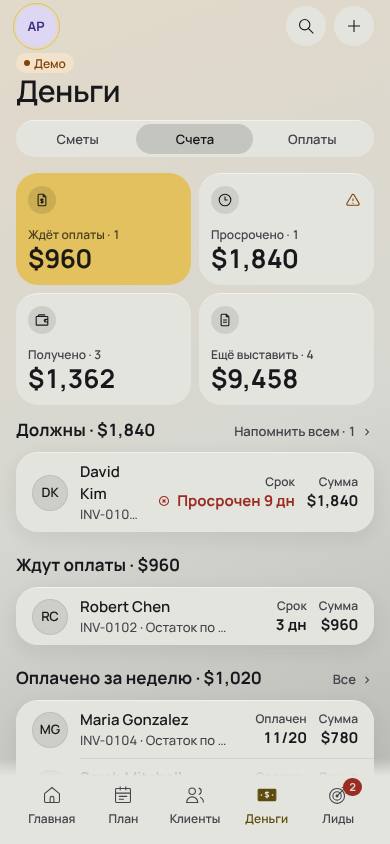 AP
Демо
Деньги
Сметы Счета Оплаты
Ждёт оплаты · 1
$960
Просрочено · 1
$1,840
Получено · 3
$1,362
Ещё выставить · 4
$9,458
Должны · $1,840 Напомнить всем · 1 >
DK
David
Kim
INV-010…
Срок Сумма
Просрочен 9 дн $1,840
Ждут оплаты · $960
RC
Robert Chen
INV-0102 · Остаток по …
Срок Сумма
3 дн $960
Оплачено за неделю · $1,020 Все >
MG
Maria Gonzalez
INV-0104 · Остаток по …
Оплачен Сумма
11/20 $780
2
Главная План Клиенты Деньги Лиды